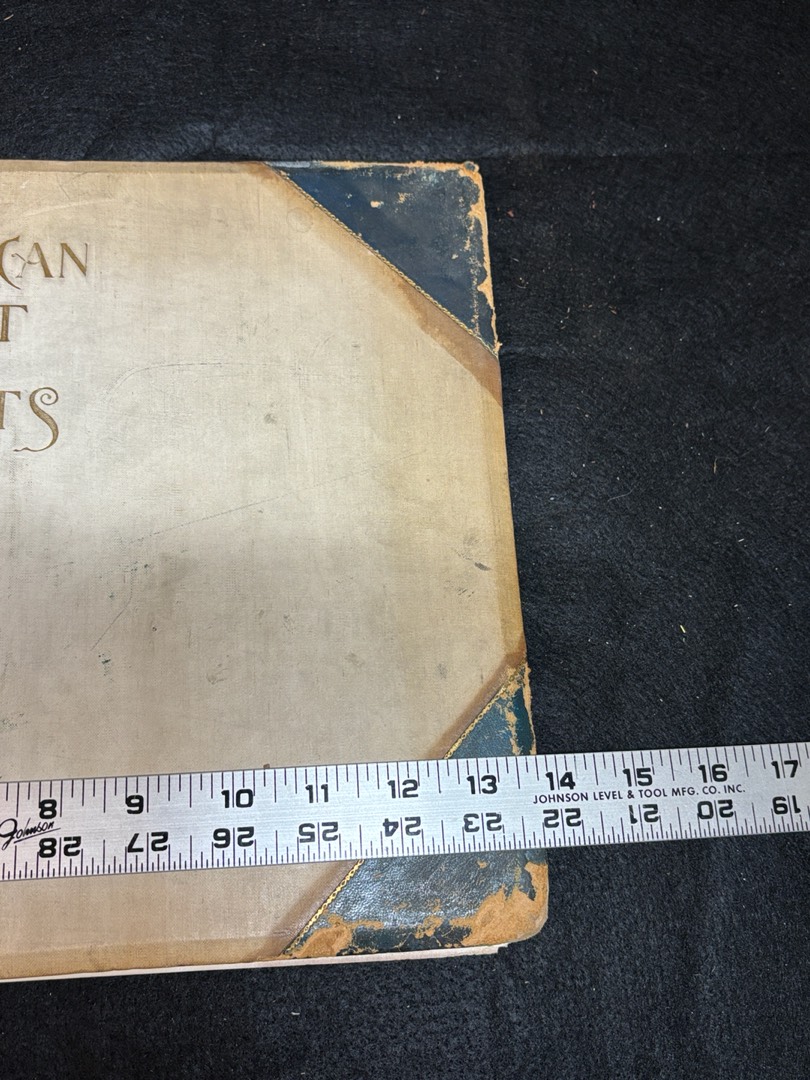 CAN
T
TS
8 9 10 11 12 13 14 15 16 17
JOHNSON LEVEL & TOOL MFG. CO. INC.
Johnson
28 27 26 25 24 23 22 21 20 19